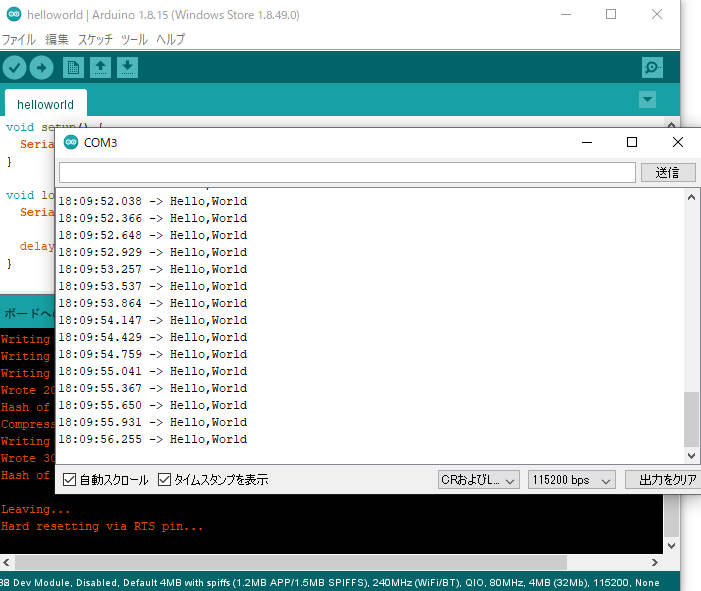 helloworld | Arduino 1.8.15 (Windows Store 1.8.49.0)
ファイル 編集 スケッチ ツール ヘルプ
helloworld
void setup() {
Seria
}
void lo
Seria
delay
}
COM3
送信
18:09:52.038 -> Hello,World
18:09:52.366 -> Hello,World
18:09:52.648 -> Hello,World
18:09:52.929 -> Hello,World
18:09:53.257 -> Hello,World
18:09:53.537 -> Hello,World
18:09:53.864 -> Hello,World
18:09:54.147 -> Hello,World
18:09:54.429 -> Hello,World
18:09:54.759 -> Hello,World
18:09:55.041 -> Hello,World
18:09:55.367 -> Hello,World
18:09:55.650 -> Hello,World
18:09:55.931 -> Hello,World
18:09:56.255 -> Hello,World
自動スクロール タイムスタンプを表示 CRおよびL... 115200 bps 出力をクリア
ボードへ
Writing
Writing
Writing
Wrote 20
Hash of
Compress
Writing
Wrote 30
Hash of
Leaving...
Hard resetting via RTS pin...
Dev Module, Disabled, Default 4MB with spiffs (1.2MB APP/1.5MB SPIFFS), 240MHz (WiFi/BT), QIO, 80MHz, 4MB (32Mb), 115200, None